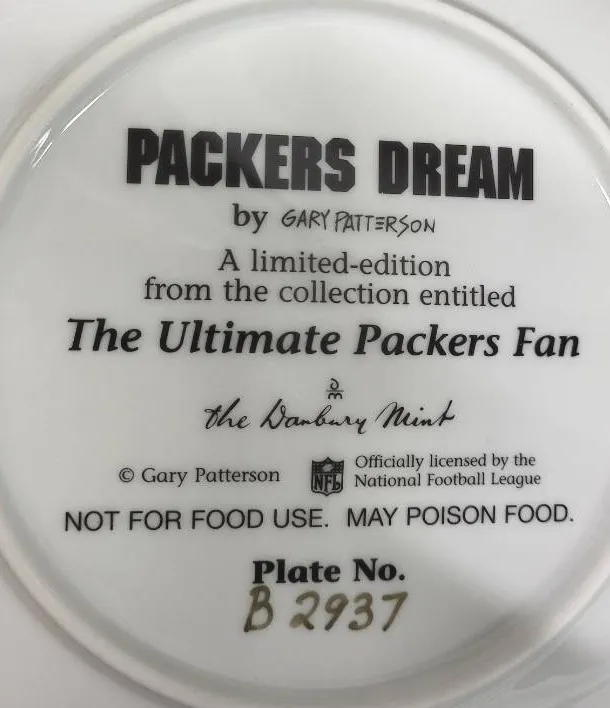 PACKERS DREAM
by GARY PATTERSON
A limited-edition
from the collection entitled
The Ultimate Packers Fan
DM
the Danbury Mint
© Gary Patterson
NFL
Officially licensed by the
National Football League
NOT FOR FOOD USE. MAY POISON FOOD.
Plate No.
B 2937